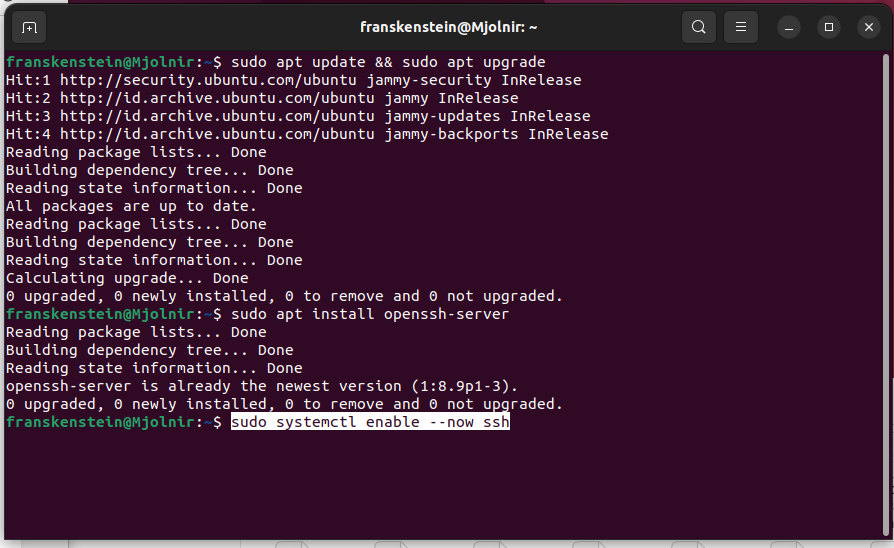 franskenstein@Mjolnir: ~
franskenstein@Mjolnir:~$ sudo apt update && sudo apt upgrade
Hit:1 http://security.ubuntu.com/ubuntu jammy-security InRelease
Hit:2 http://id.archive.ubuntu.com/ubuntu jammy InRelease
Hit:3 http://id.archive.ubuntu.com/ubuntu jammy-updates InRelease
Hit:4 http://id.archive.ubuntu.com/ubuntu jammy-backports InRelease
Reading package lists... Done
Building dependency tree... Done
Reading state information... Done
All packages are up to date.
Reading package lists... Done
Building dependency tree... Done
Reading state information... Done
Calculating upgrade... Done
0 upgraded, 0 newly installed, 0 to remove and 0 not upgraded.
franskenstein@Mjolnir:~$ sudo apt install openssh-server
Reading package lists... Done
Building dependency tree... Done
Reading state information... Done
openssh-server is already the newest version (1:8.9p1-3).
0 upgraded, 0 newly installed, 0 to remove and 0 not upgraded.
franskenstein@Mjolnir:~$ sudo systemctl enable --now ssh